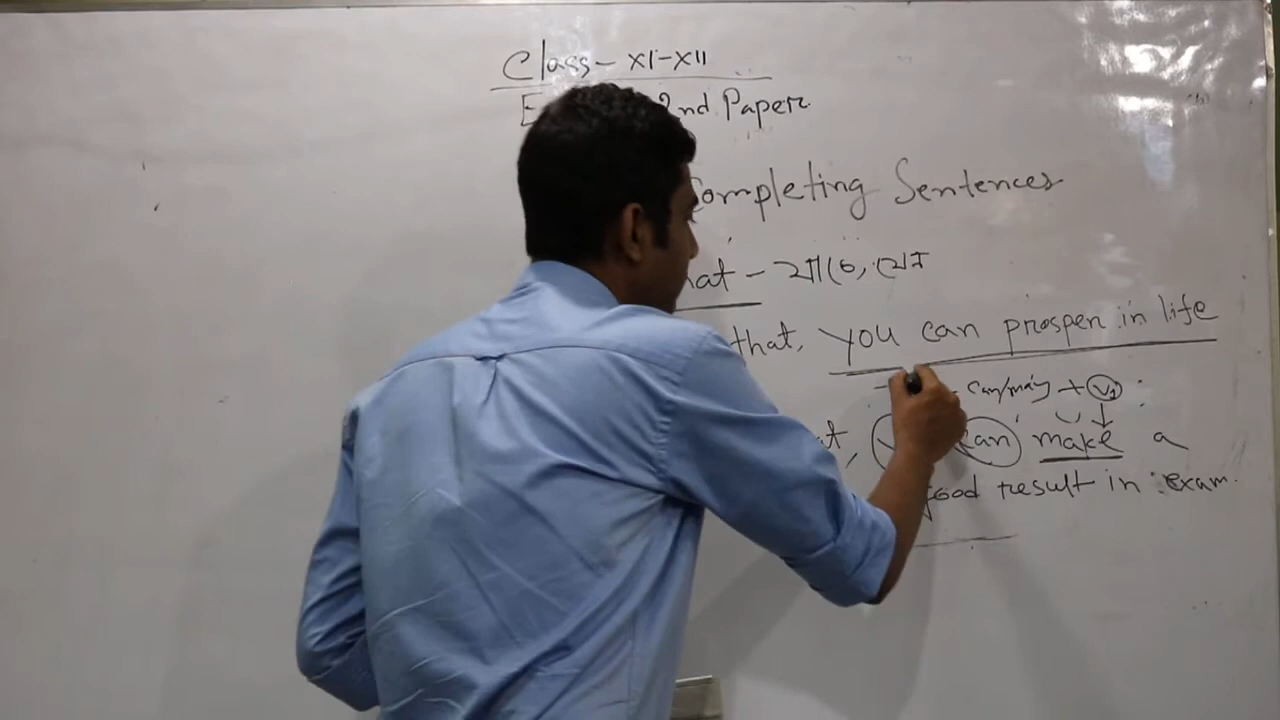 Class - XI-XII
2nd Paper
Completing Sentences
hat - যাতে, যেন
that, you can prosper in life
can/may + V1
can make a
good result in exam.